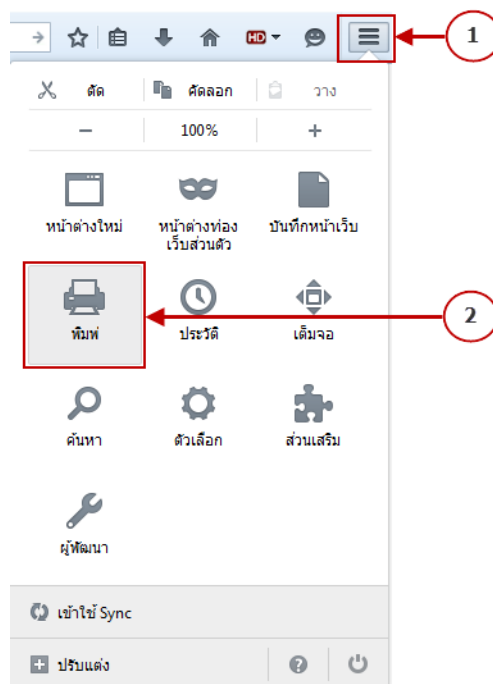 HD
1
ตัด คัดลอก วาง
− 100% +
หน้าต่างใหม่ หน้าต่างท่อง บันทึกหน้าเว็บ
เว็บส่วนตัว
พิมพ์ ประวัติ เต็มจอ
2
ค้นหา ตัวเลือก ส่วนเสริม
ผู้พัฒนา
เข้าใช้ Sync
ปรับแต่ง ?